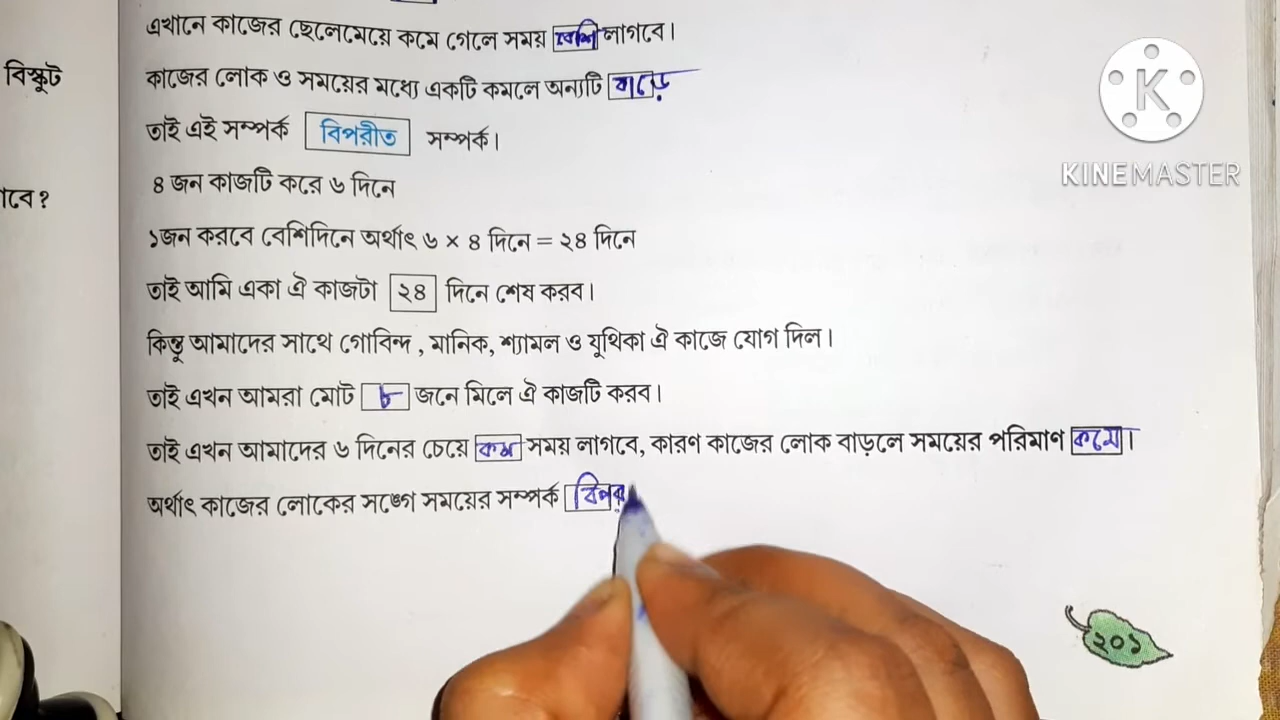 এখানে কাজের ছেলেমেয়ে কমে গেলে সময় বেশি লাগবে।
বিস্কুট
কাজের লোক ও সময়ের মধ্যে একটি কমলে অন্যটি বাড়ে
তাই এই সম্পর্ক বিপরীত সম্পর্ক।
৪ জন কাজটি করে ৬ দিনে
াবে?
১জন করবে বেশিদিনে অর্থাৎ ৬ × ৪ দিনে = ২৪ দিনে
তাই আমি একা ঐ কাজটা ২৪ দিনে শেষ করব।
কিন্তু আমাদের সাথে গোবিন্দ, মানিক, শ্যামল ও যুথিকা ঐ কাজে যোগ দিল।
তাই এখন আমরা মোট ৮ জনে মিলে ঐ কাজটি করব।
তাই এখন আমাদের ৬ দিনের চেয়ে কম সময় লাগবে, কারণ কাজের লোক বাড়লে সময়ের পরিমাণ কমে।
অর্থাৎ কাজের লোকের সঙ্গে সময়ের সম্পর্ক বিপর
২০১
K
KINEMASTER